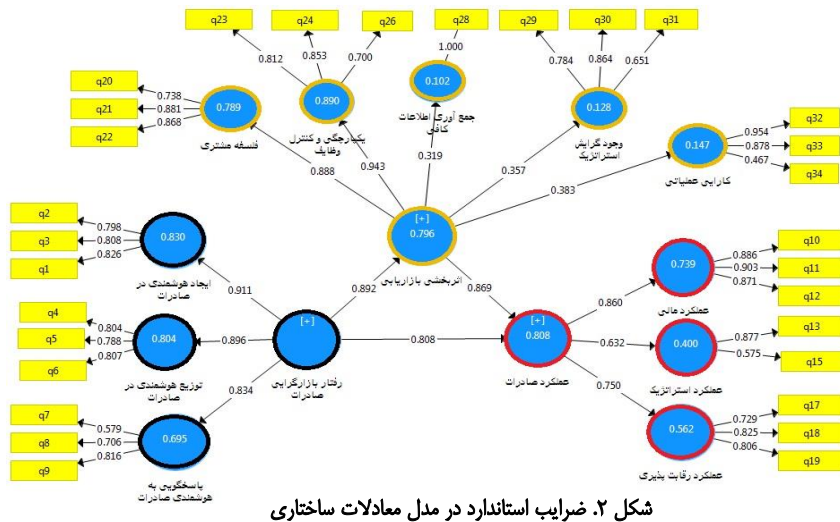 q23
q24
q26
q28
q29
q30
q31
0.812
0.853
0.700
1.000
0.784
0.864
0.651
q20
q21
q22
0.738
0.881
0.868
0.789
فلسفه مشتری
0.890
یکپارچگی و کنترل
وظایف
0.102
جمع آوری اطلاعات
کافی
0.128
وجود گرایش
استراتژیک
0.147
کارایی عملیاتی
0.954
0.878
0.467
q32
q33
q34
0.888
0.943
0.319
0.357
0.383
[+]
0.796
اثربخشی بازاریابی
q2
q3
q1
0.798
0.808
0.826
0.830
ایجاد هوشمندی در
صادرات
0.911
0.892
0.869
q4
q5
q6
0.804
0.788
0.807
0.804
توزیع هوشمندی در
صادرات
0.896
[+]
رفتار بازارگرایی
صادرات
0.808
[+]
0.808
عملکرد صادرات
0.834
q7
q8
q9
0.579
0.706
0.816
0.695
پاسخگویی به
هوشمندی صادرات
0.860
0.632
0.750
0.739
عملکرد مالی
0.886
0.903
0.871
q10
q11
q12
0.400
عملکرد استراتژیک
0.877
0.575
q13
q15
0.562
عملکرد رقابت پذیری
0.729
0.825
0.806
q17
q18
q19
شکل ۲. ضرایب استاندارد در مدل معادلات ساختاری